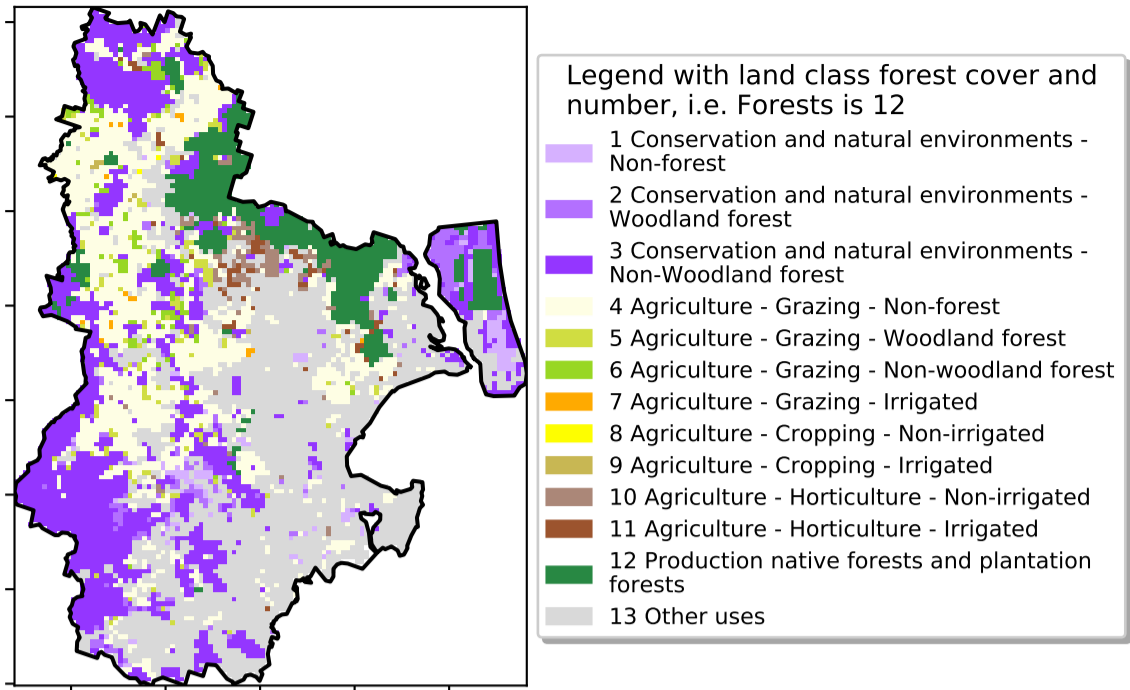 Legend with land class forest cover and
number, i.e. Forests is 12
1 Conservation and natural environments -
Non-forest
2 Conservation and natural environments -
Woodland forest
3 Conservation and natural environments -
Non-Woodland forest
4 Agriculture - Grazing - Non-forest
5 Agriculture - Grazing - Woodland forest
6 Agriculture - Grazing - Non-woodland forest
7 Agriculture - Grazing - Irrigated
8 Agriculture - Cropping - Non-irrigated
9 Agriculture - Cropping - Irrigated
10 Agriculture - Horticulture - Non-irrigated
11 Agriculture - Horticulture - Irrigated
12 Production native forests and plantation
forests
13 Other uses